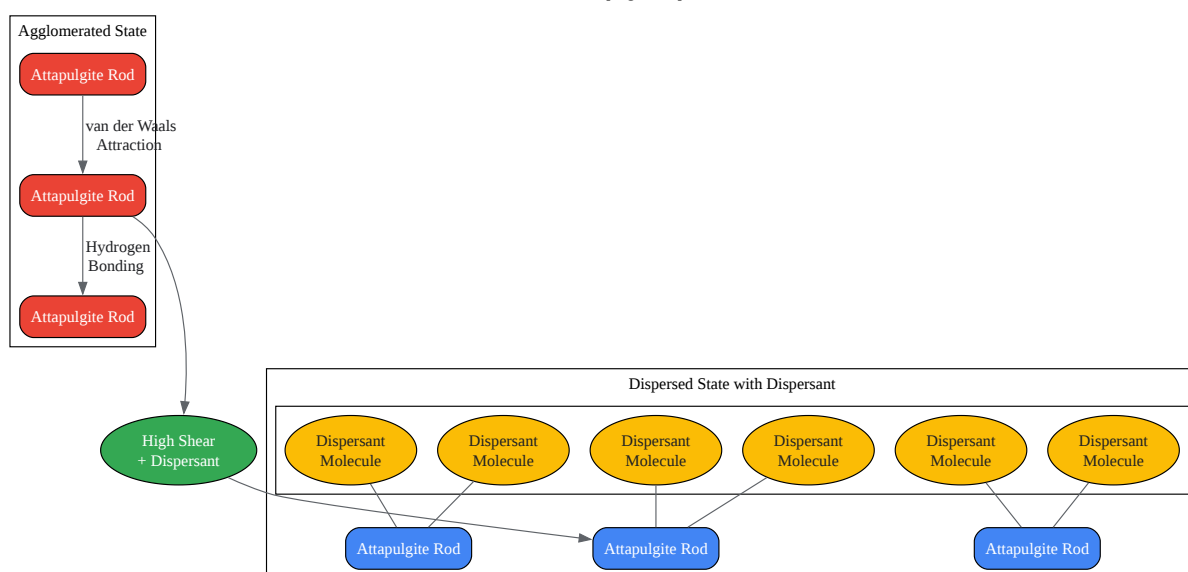 Agglomerated State
Attapulgite Rod
van der Waals
Attraction
Attapulgite Rod
Hydrogen
Bonding
Attapulgite Rod
Dispersed State with Dispersant
High Shear
+ Dispersant
Dispersant
Molecule
Dispersant
Molecule
Dispersant
Molecule
Dispersant
Molecule
Dispersant
Molecule
Dispersant
Molecule
Attapulgite Rod
Attapulgite Rod
Attapulgite Rod